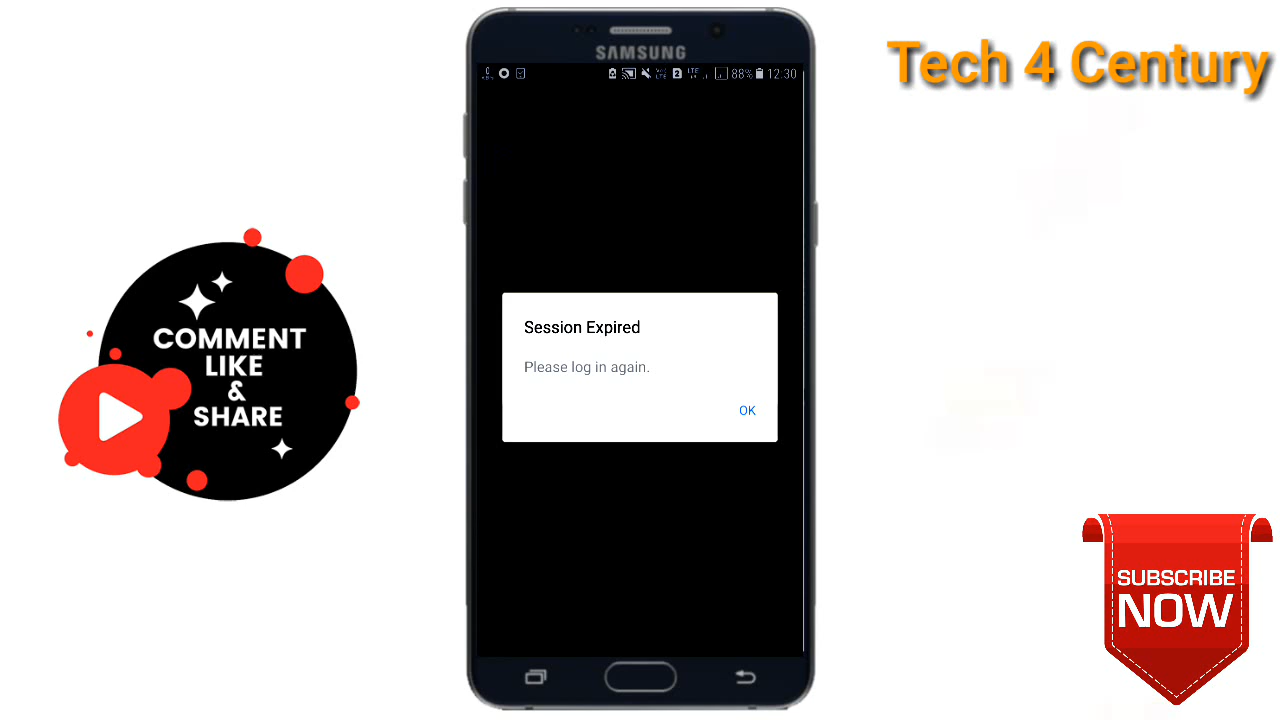 Tech 4 Century
SAMSUNG
LTE 88% 12:30
COMMENT
LIKE
&
SHARE
Session Expired
Please log in again.
OK
SUBSCRIBE
NOW